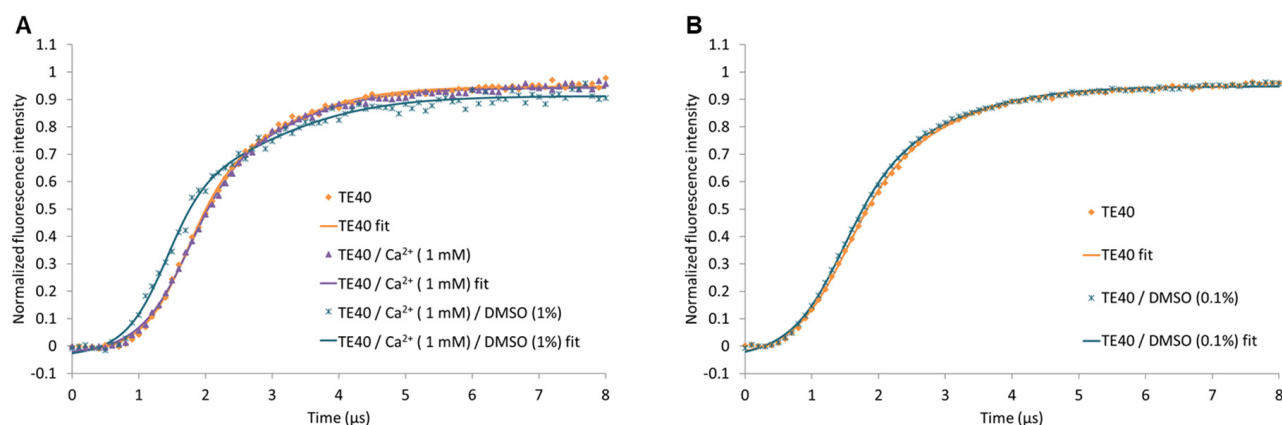 A
Normalized fluorescence intensity
1.1
1
0.9
0.8
0.7
0.6
0.5
0.4
0.3
0.2
0.1
0
-0.1
TE40
TE40 fit
TE40 / Ca²⁺ ( 1 mM)
TE40 / Ca²⁺ ( 1 mM) fit
TE40 / Ca²⁺ ( 1 mM) / DMSO (1%)
TE40 / Ca²⁺ ( 1 mM) / DMSO (1%) fit
0 1 2 3 4 5 6 7 8
Time (µs)
B
Normalized fluorescence intensity
1.1
1
0.9
0.8
0.7
0.6
0.5
0.4
0.3
0.2
0.1
0
-0.1
TE40
TE40 fit
TE40 / DMSO (0.1%)
TE40 / DMSO (0.1%) fit
0 1 2 3 4 5 6 7 8
Time (µs)